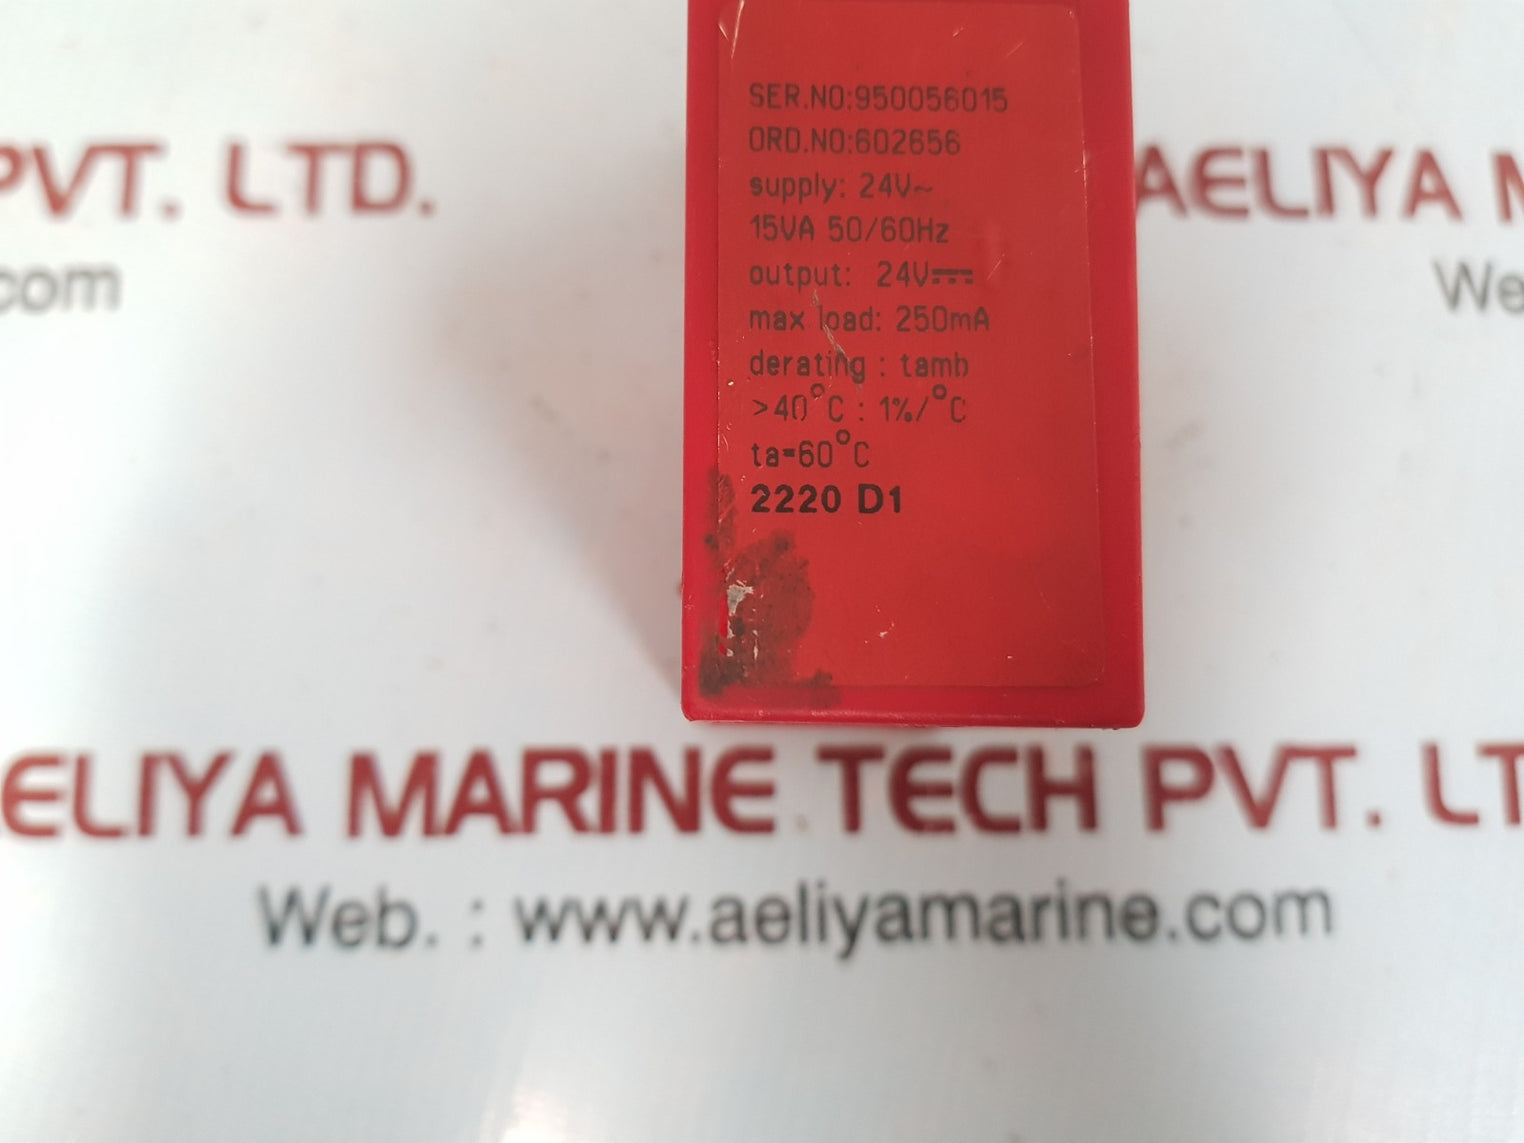 SER.NO:950056015
ORD.NO:602656
supply: 24V~
15VA 50/60Hz
output: 24V⎓
max load: 250mA
derating : tamb
>40°C : 1%/°C
ta=60°C
2220 D1
PVT. LTD.
AELIYA M
com
We
AELIYA MARINE TECH PVT. LT
Web. : www.aeliyamarine.com